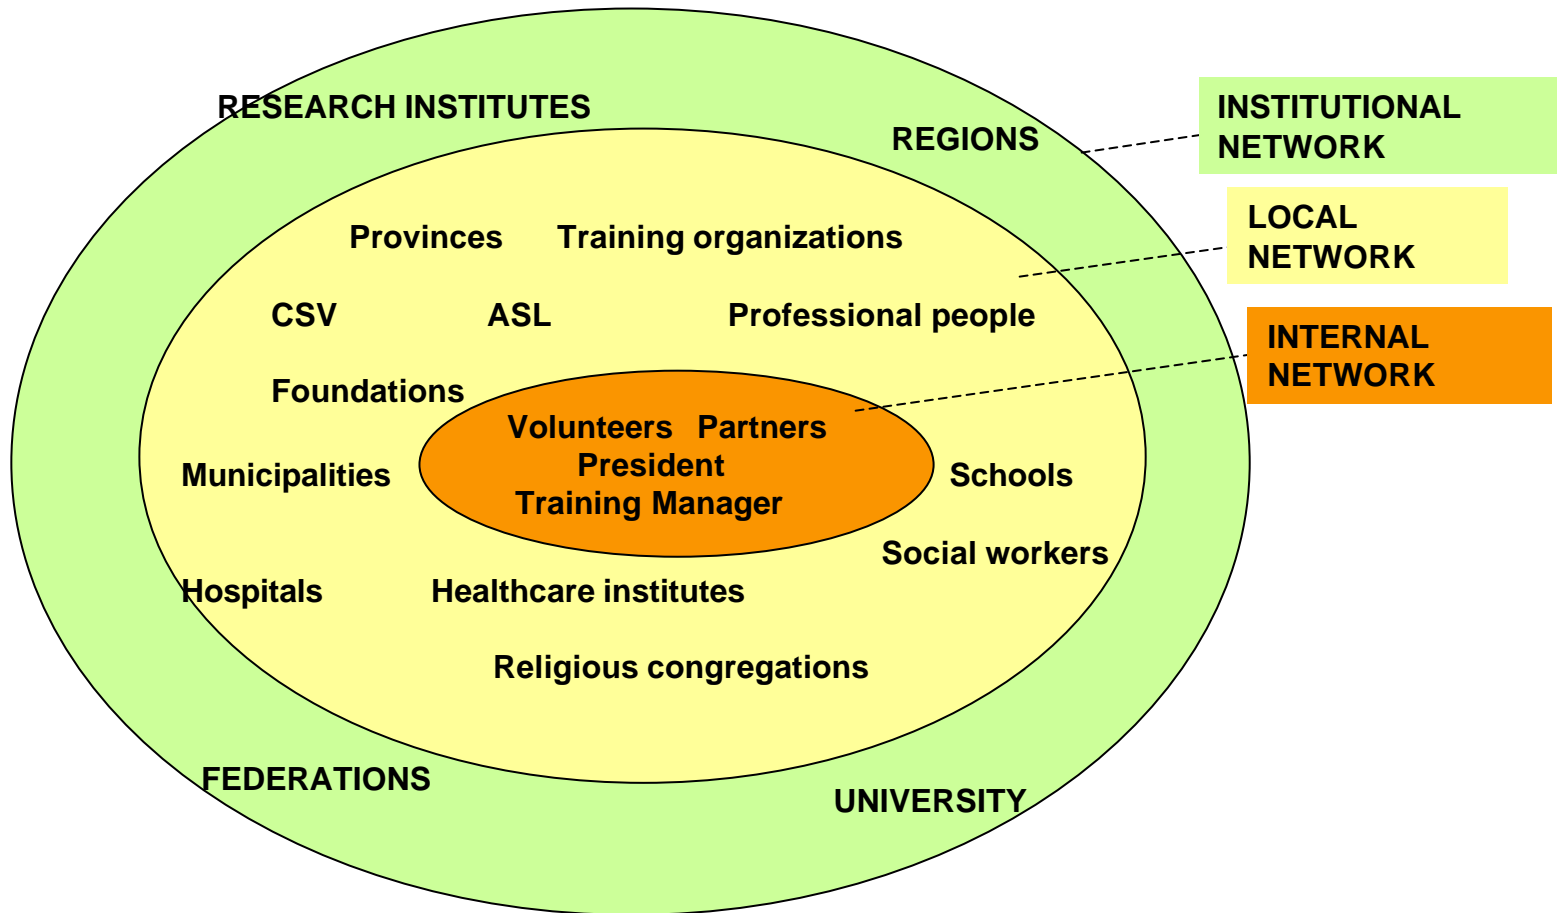 RESEARCH INSTITUTES
REGIONS
INSTITUTIONAL
NETWORK
LOCAL
NETWORK
Provinces Training organizations
CSV ASL Professional people
INTERNAL
NETWORK
Foundations
Volunteers Partners
President
Training Manager
Municipalities
Schools
Social workers
Hospitals Healthcare institutes
Religious congregations
FEDERATIONS
UNIVERSITY